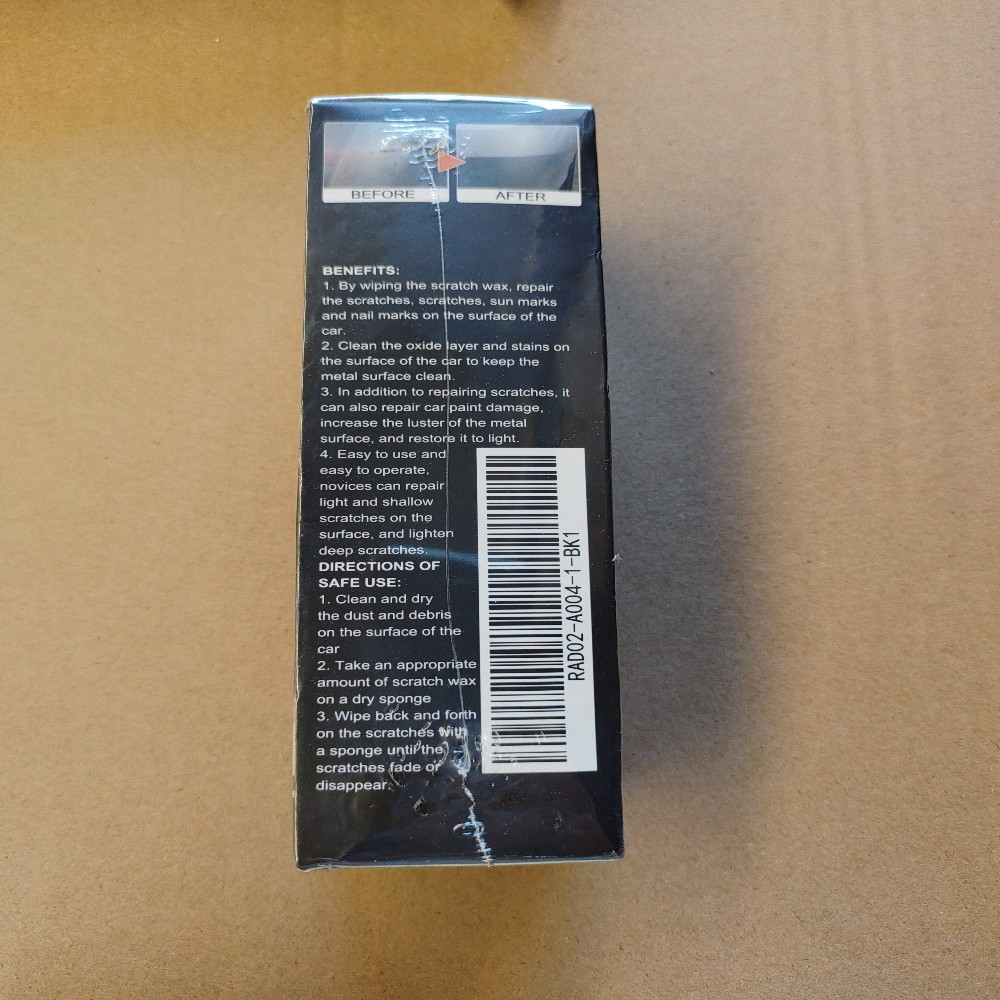 BEFORE
AFTER
BENEFITS:
1. By wiping the scratch wax, repair
the scratches, scratches, sun marks
and nail marks on the surface of the
car.
2. Clean the oxide layer and stains on
the surface of the car to keep the
metal surface clean.
3. In addition to repairing scratches, it
can also repair car paint damage,
increase the luster of the metal
surface, and restore it to light.
4. Easy to use and
easy to operate,
novices can repair
light and shallow
scratches on the
surface, and lighten
deep scratches.
DIRECTIONS OF
SAFE USE:
1. Clean and dry
the dust and debris
on the surface of the
car
2. Take an appropriate
amount of scratch wax
on a dry sponge
3. Wipe back and forth
on the scratches with
a sponge until the
scratches fade or
disappear.
RAD02-A004-1-BK1